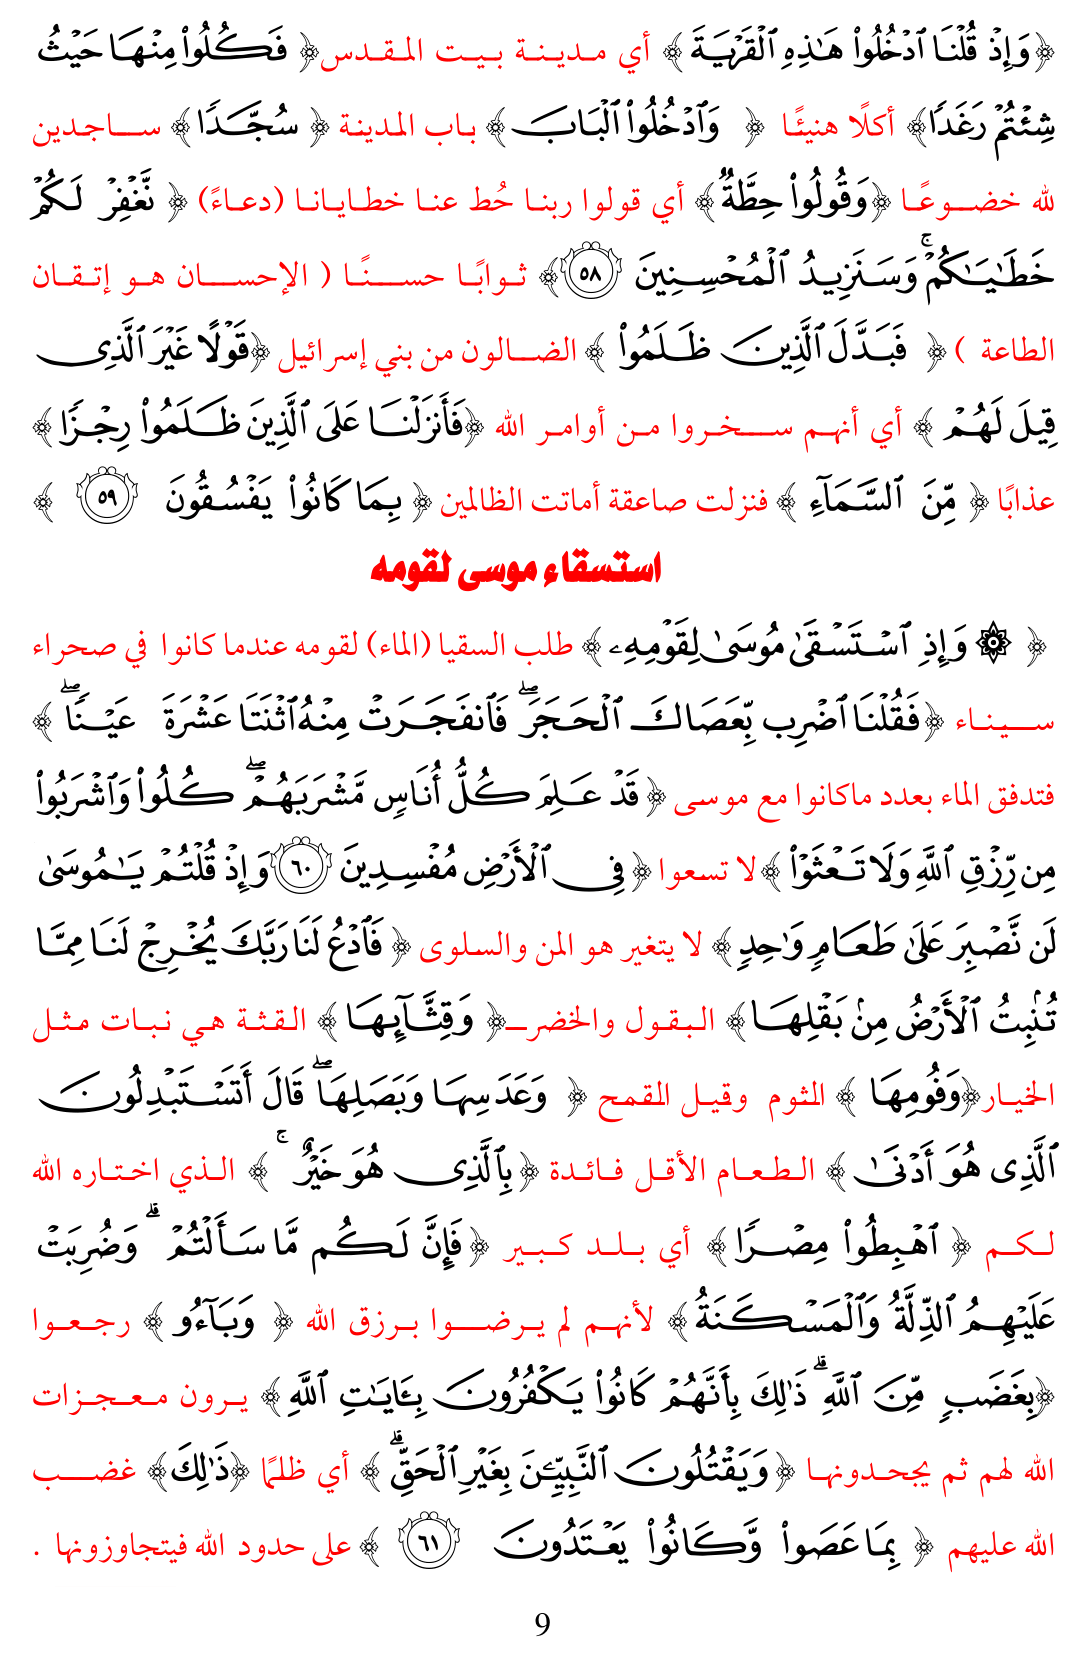 ﴿وَإِذْ قُلْنَا ٱدْخُلُوا۟ هَٰذِهِ ٱلْقَرْيَةَ﴾ أي مدينة بيت المقدس﴿ فَكُلُوا۟ مِنْهَا حَيْثُ
شِئْتُمْ رَغَدًا﴾ أكلًا هنيئًا ﴿ وَٱدْخُلُوا۟ ٱلْبَابَ﴾ باب المدينة ﴿ سُجَّدًا﴾ ساجدين
لله خضوعًا ﴿وَقُولُوا۟ حِطَّةٌ﴾ أي قولوا ربنا حُط عنا خطايانا (دعاءً) ﴿ نَّغْفِرْ لَكُمْ
خَطَٰيَٰكُمْ ۚ وَسَنَزِيدُ ٱلْمُحْسِنِينَ ٥٨﴾ ثوابًا حسنًا ( الإحسان هو إتقان
الطاعة ) ﴿ فَبَدَّلَ ٱلَّذِينَ ظَلَمُوا۟ ﴾ الضالون من بني إسرائيل ﴿قَوْلًا غَيْرَ ٱلَّذِى
قِيلَ لَهُمْ ﴾ أي أنهم سخروا من أوامر الله ﴿فَأَنزَلْنَا عَلَى ٱلَّذِينَ ظَلَمُوا۟ رِجْزًا ﴾
عذابًا ﴿ مِّنَ ٱلسَّمَآءِ ﴾ فنزلت صاعقة أماتت الظالمين ﴿ بِمَا كَانُوا۟ يَفْسُقُونَ ٥٩ ﴾
استسقاء موسى لقومه
﴿ ۞ وَإِذِ ٱسْتَسْقَىٰ مُوسَىٰ لِقَوْمِهِۦ ﴾ طلب السقيا (الماء) لقومه عندما كانوا في صحراء
سيناء ﴿فَقُلْنَا ٱضْرِب بِّعَصَاكَ ٱلْحَجَرَ ۖ فَٱنفَجَرَتْ مِنْهُ ٱثْنَتَا عَشْرَةَ عَيْنًا ۖ ﴾
فتدفق الماء بعدد ماكانوا مع موسى ﴿ قَدْ عَلِمَ كُلُّ أُنَاسٍ مَّشْرَبَهُمْ ۖ كُلُوا۟ وَٱشْرَبُوا۟
مِن رِّزْقِ ٱللَّهِ وَلَا تَعْثَوْا۟ ﴾ لا تسعوا ﴿ فِى ٱلْأَرْضِ مُفْسِدِينَ ٦٠ وَإِذْ قُلْتُمْ يَٰمُوسَىٰ
لَن نَّصْبِرَ عَلَىٰ طَعَامٍ وَٰحِدٍ ﴾ لا يتغير هو المن والسلوى ﴿ فَٱدْعُ لَنَا رَبَّكَ يُخْرِجْ لَنَا مِمَّا
تُنۢبِتُ ٱلْأَرْضُ مِنۢ بَقْلِهَا﴾ البقول والخضرـ ﴿ وَقِثَّآئِهَا ﴾ القثة هي نبات مثل
الخيار﴿وَفُومِهَا ﴾ الثوم وقيل القمح ﴿ وَعَدَسِهَا وَبَصَلِهَا ۖ قَالَ أَتَسْتَبْدِلُونَ
ٱلَّذِى هُوَ أَدْنَىٰ ﴾ الطعام الأقل فائدة ﴿ بِٱلَّذِى هُوَ خَيْرٌ ۚ ﴾ الذي اختاره الله
لكم ﴿ ٱهْبِطُوا۟ مِصْرًا ﴾ أي بلد كبير ﴿ فَإِنَّ لَكُم مَّا سَأَلْتُمْ ۗ وَضُرِبَتْ
عَلَيْهِمُ ٱلذِّلَّةُ وَٱلْمَسْكَنَةُ ﴾ لأنهم لم يرضوا برزق الله ﴿ وَبَآءُو ﴾ رجعوا
﴿بِغَضَبٍ مِّنَ ٱللَّهِ ۗ ذَٰلِكَ بِأَنَّهُمْ كَانُوا۟ يَكْفُرُونَ بِـَٔايَٰتِ ٱللَّهِ ﴾ يرون معجزات
الله لهم ثم يجحدونها ﴿ وَيَقْتُلُونَ ٱلنَّبِيِّـۧنَ بِغَيْرِ ٱلْحَقِّ ۗ ﴾ أي ظلمًا ﴿ذَٰلِكَ﴾ غضب
الله عليهم ﴿ بِمَا عَصَوا۟ وَّكَانُوا۟ يَعْتَدُونَ ٦١ ﴾ على حدود الله فيتجاوزونها .
9